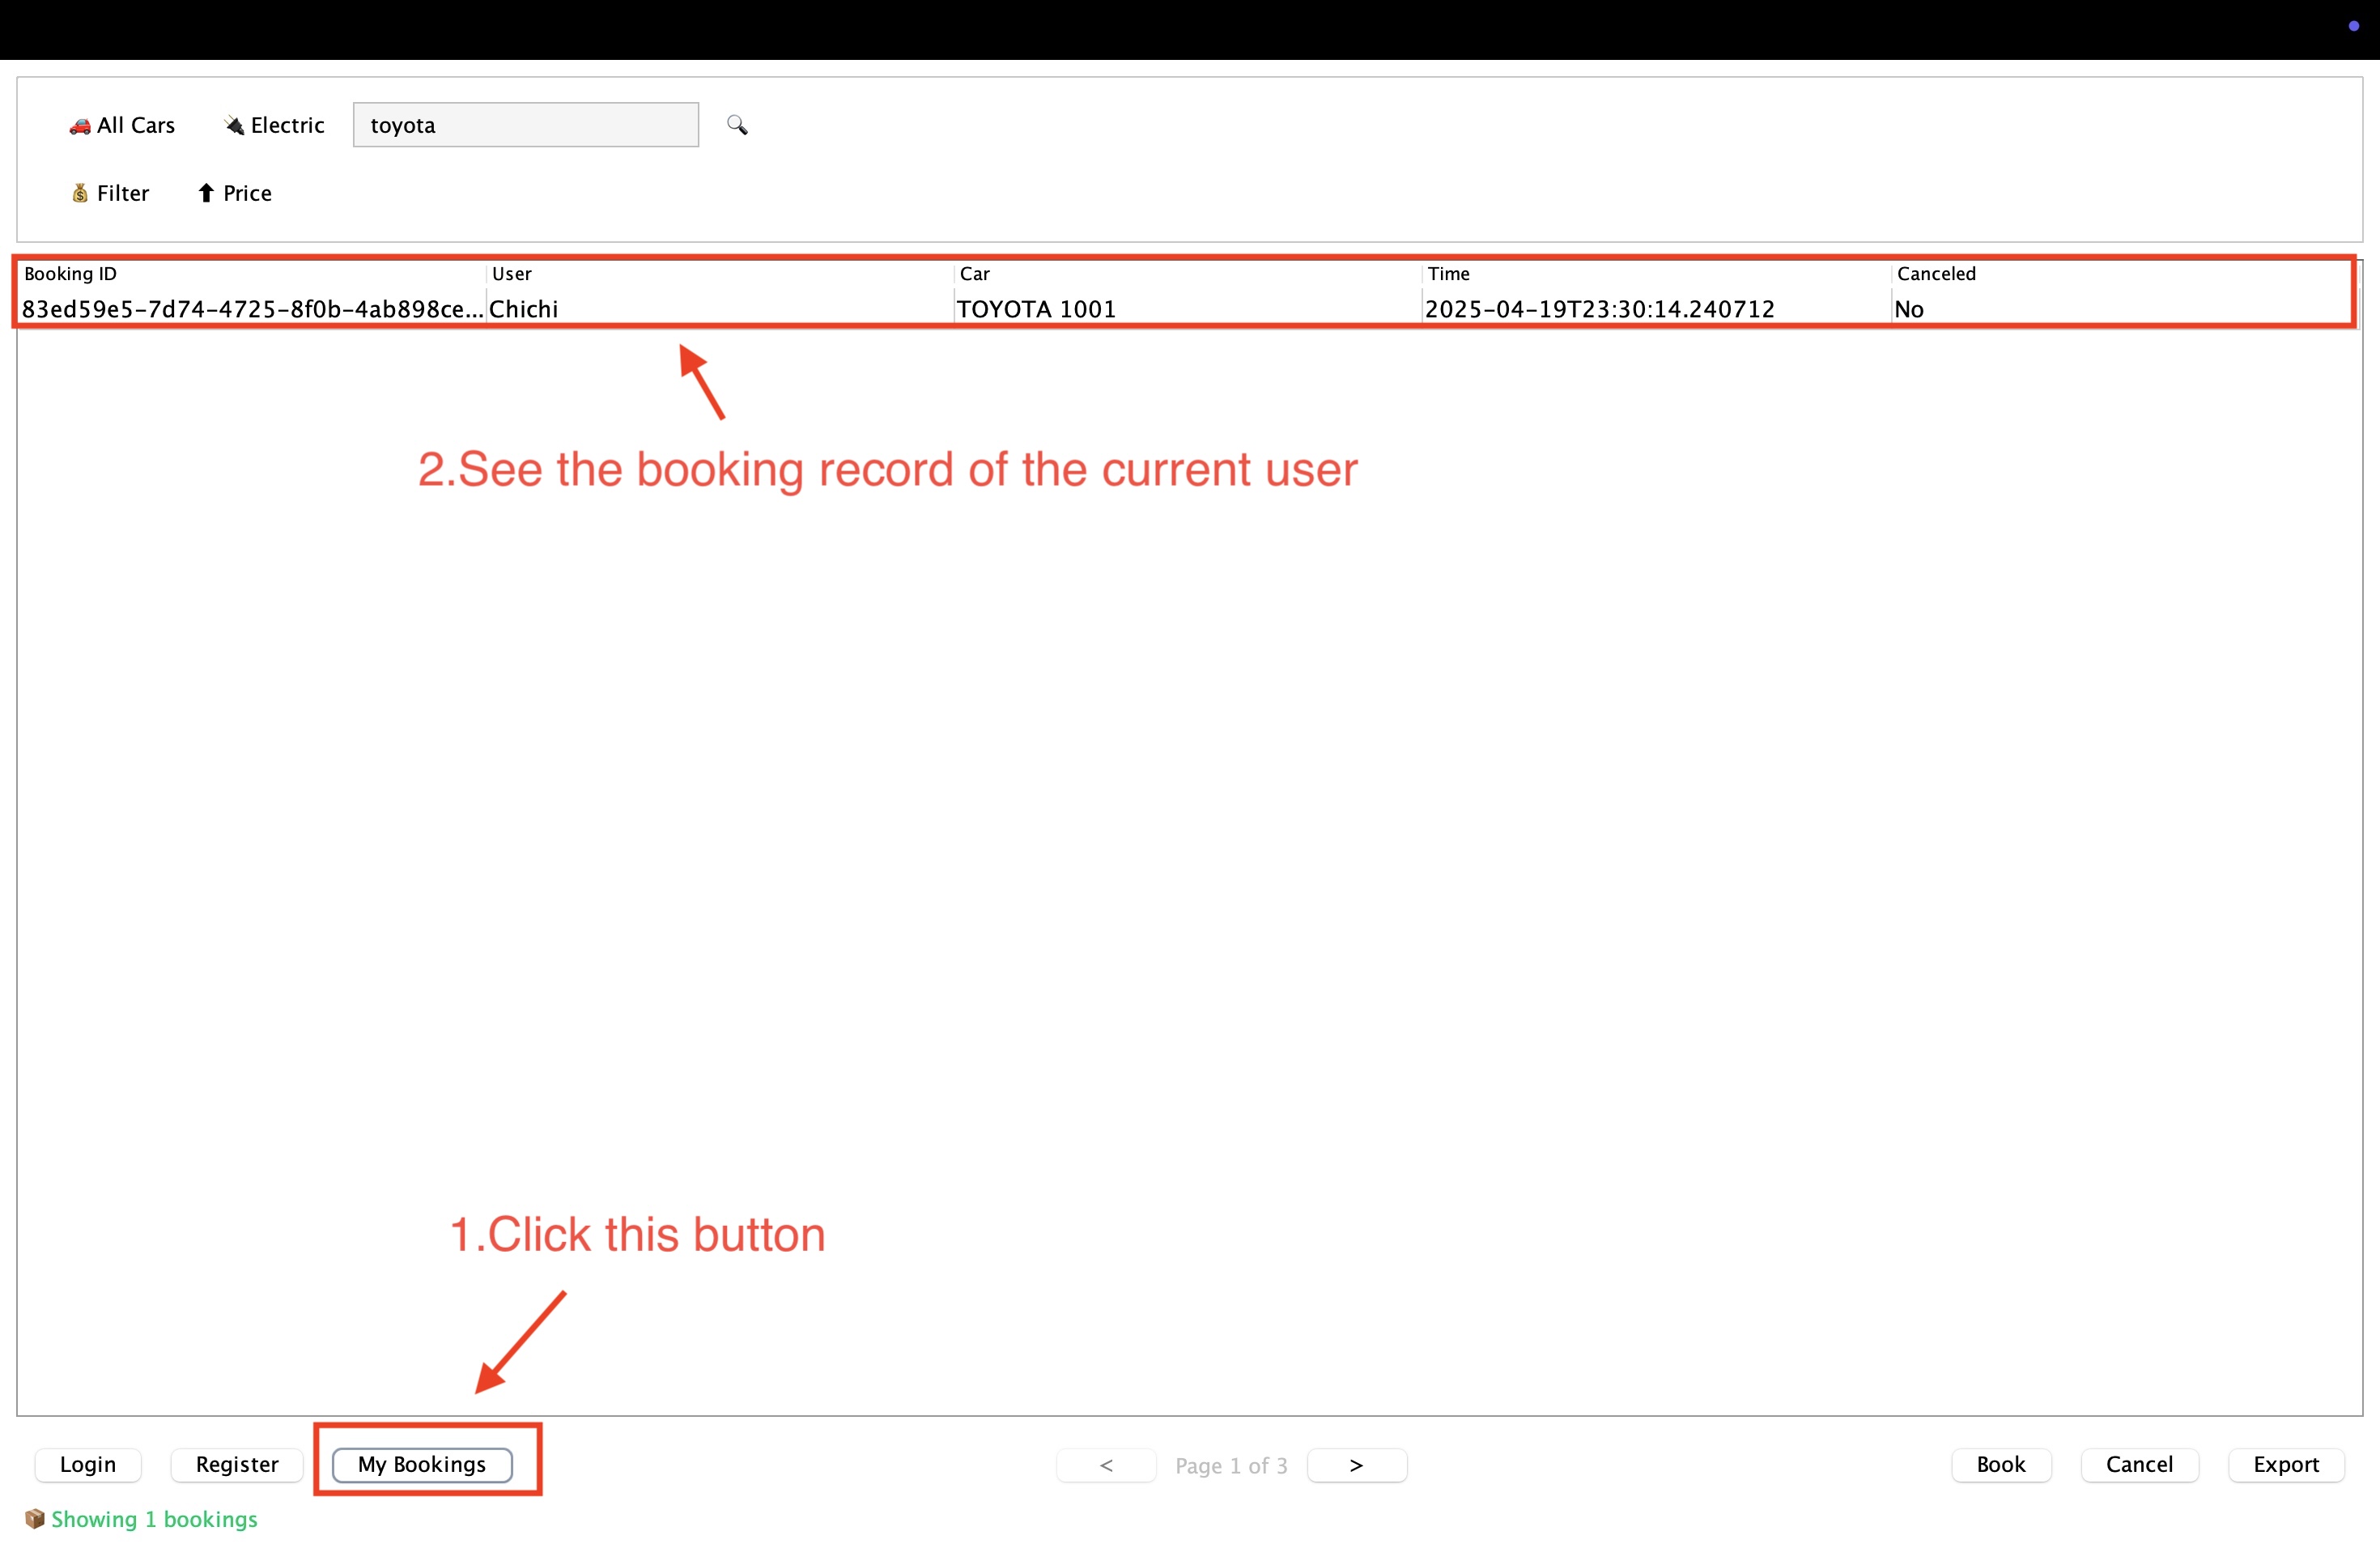 All Cars Electric toyota
Filter Price
Booking ID User Car Time Canceled
83ed59e5-7d74-4725-8f0b-4ab898ce... Chichi TOYOTA 1001 2025-04-19T23:30:14.240712 No
2.See the booking record of the current user
1.Click this button
Login Register My Bookings < Page 1 of 3 > Book Cancel Export
Showing 1 bookings